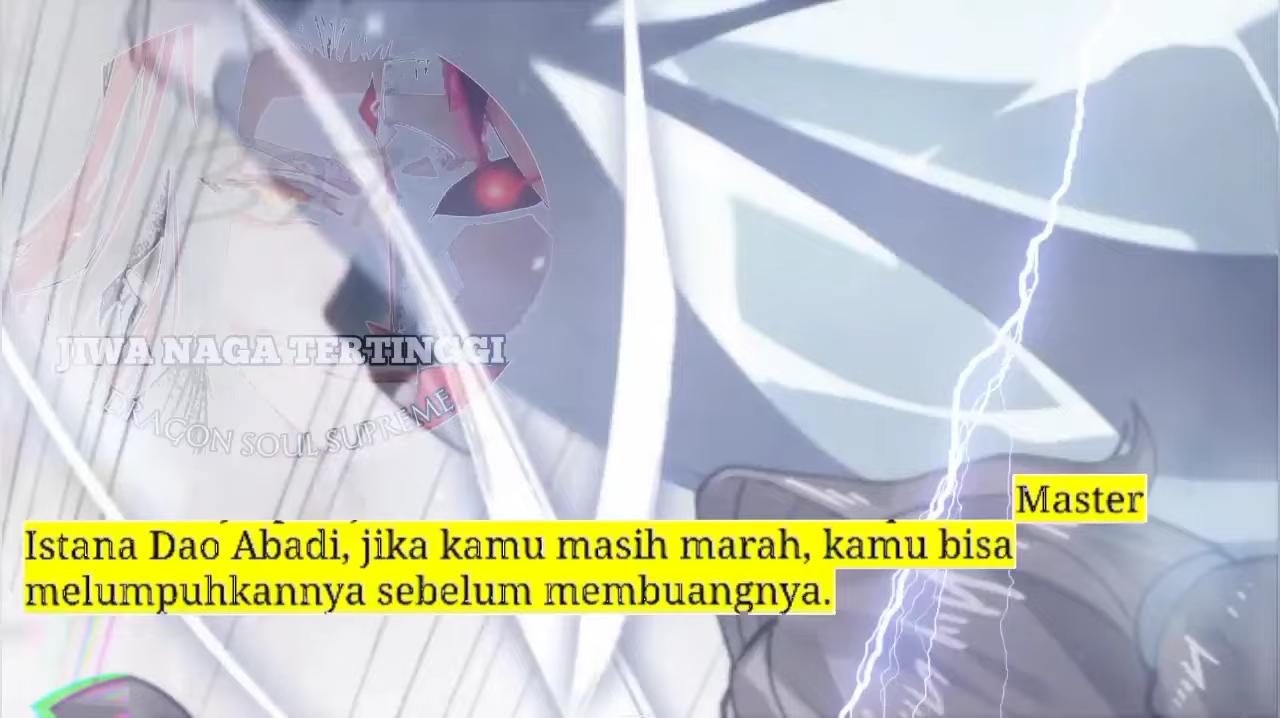 JIWA NAGA TERTINGGI
DRAGON SOUL SUPREME
Master
Istana Dao Abadi, jika kamu masih marah, kamu bisa
melumpuhkannya sebelum membuangnya.